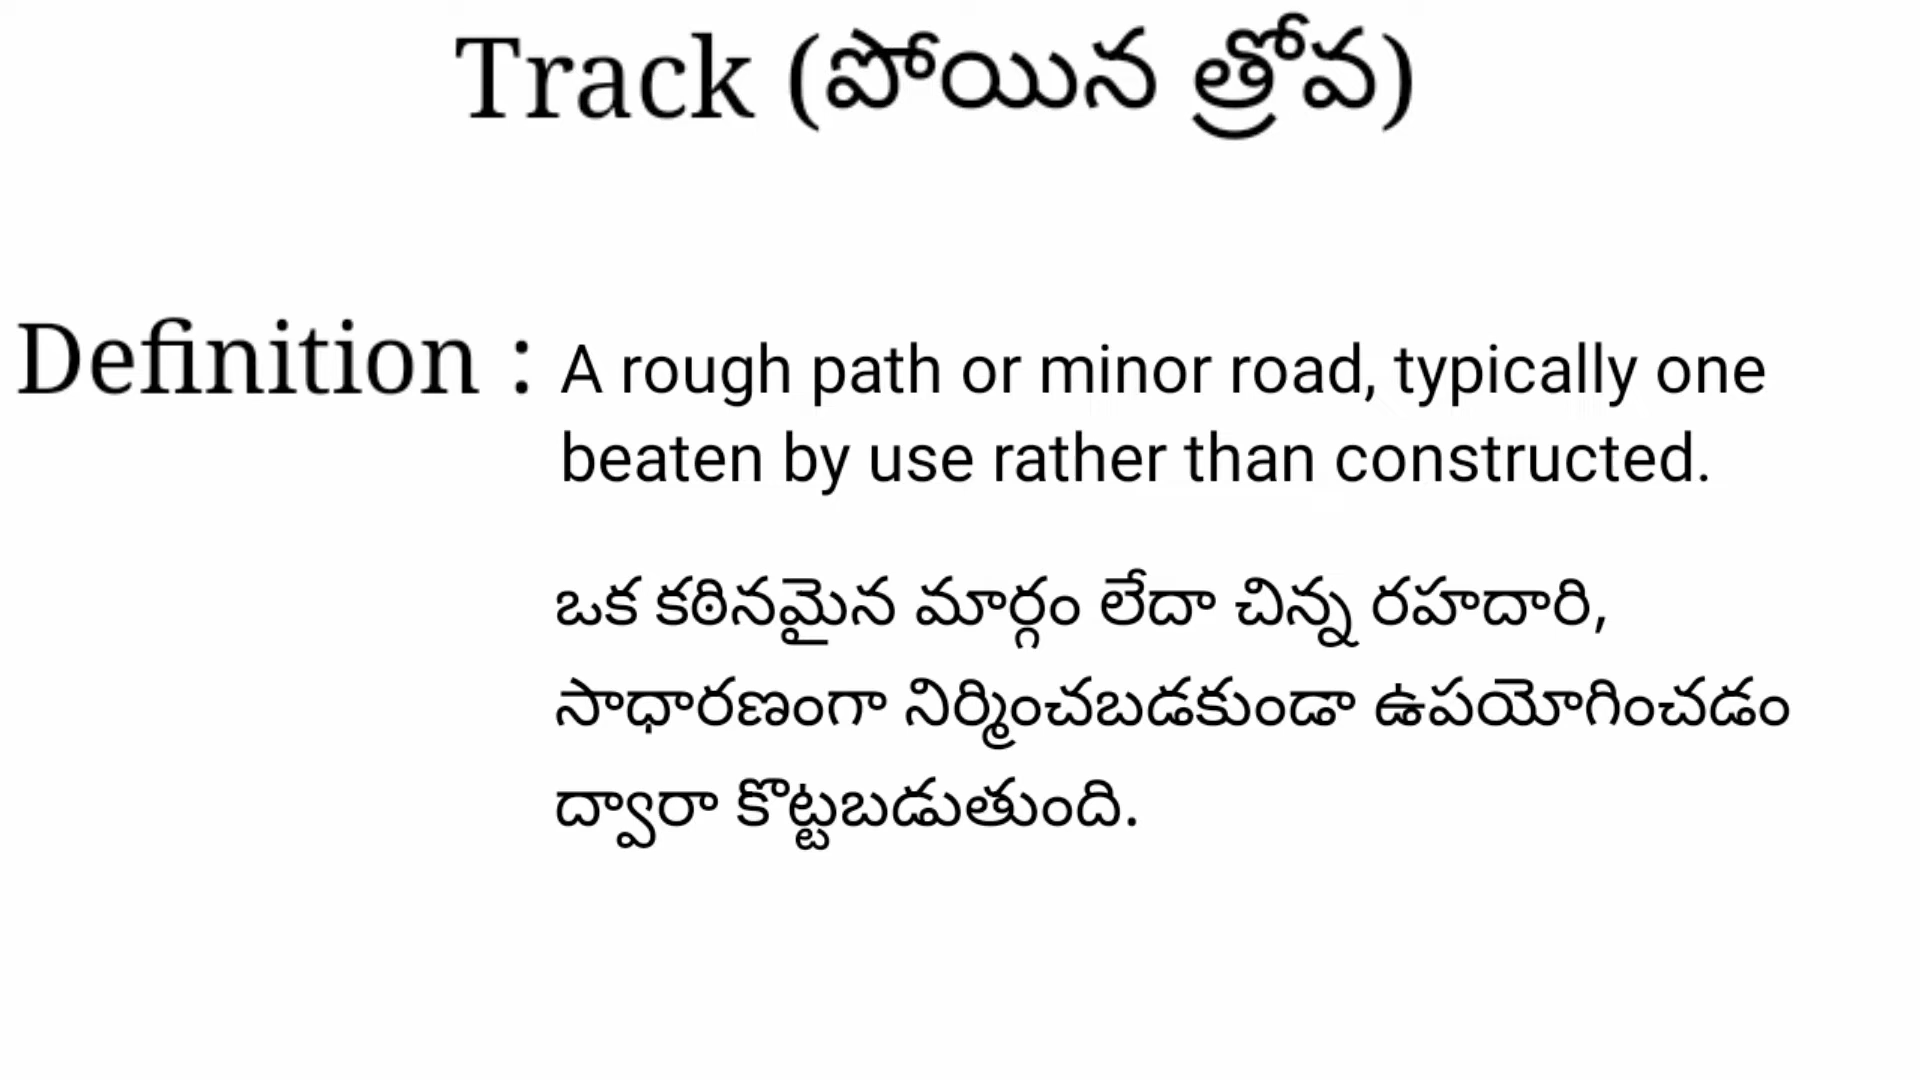 Track (పోయిన త్రోవ)
Definition : A rough path or minor road, typically one
beaten by use rather than constructed.
ఒక కఠినమైన మార్గం లేదా చిన్న రహదారి,
సాధారణంగా నిర్మించబడకుండా ఉపయోగించడం
ద్వారా కొట్టబడుతుంది.